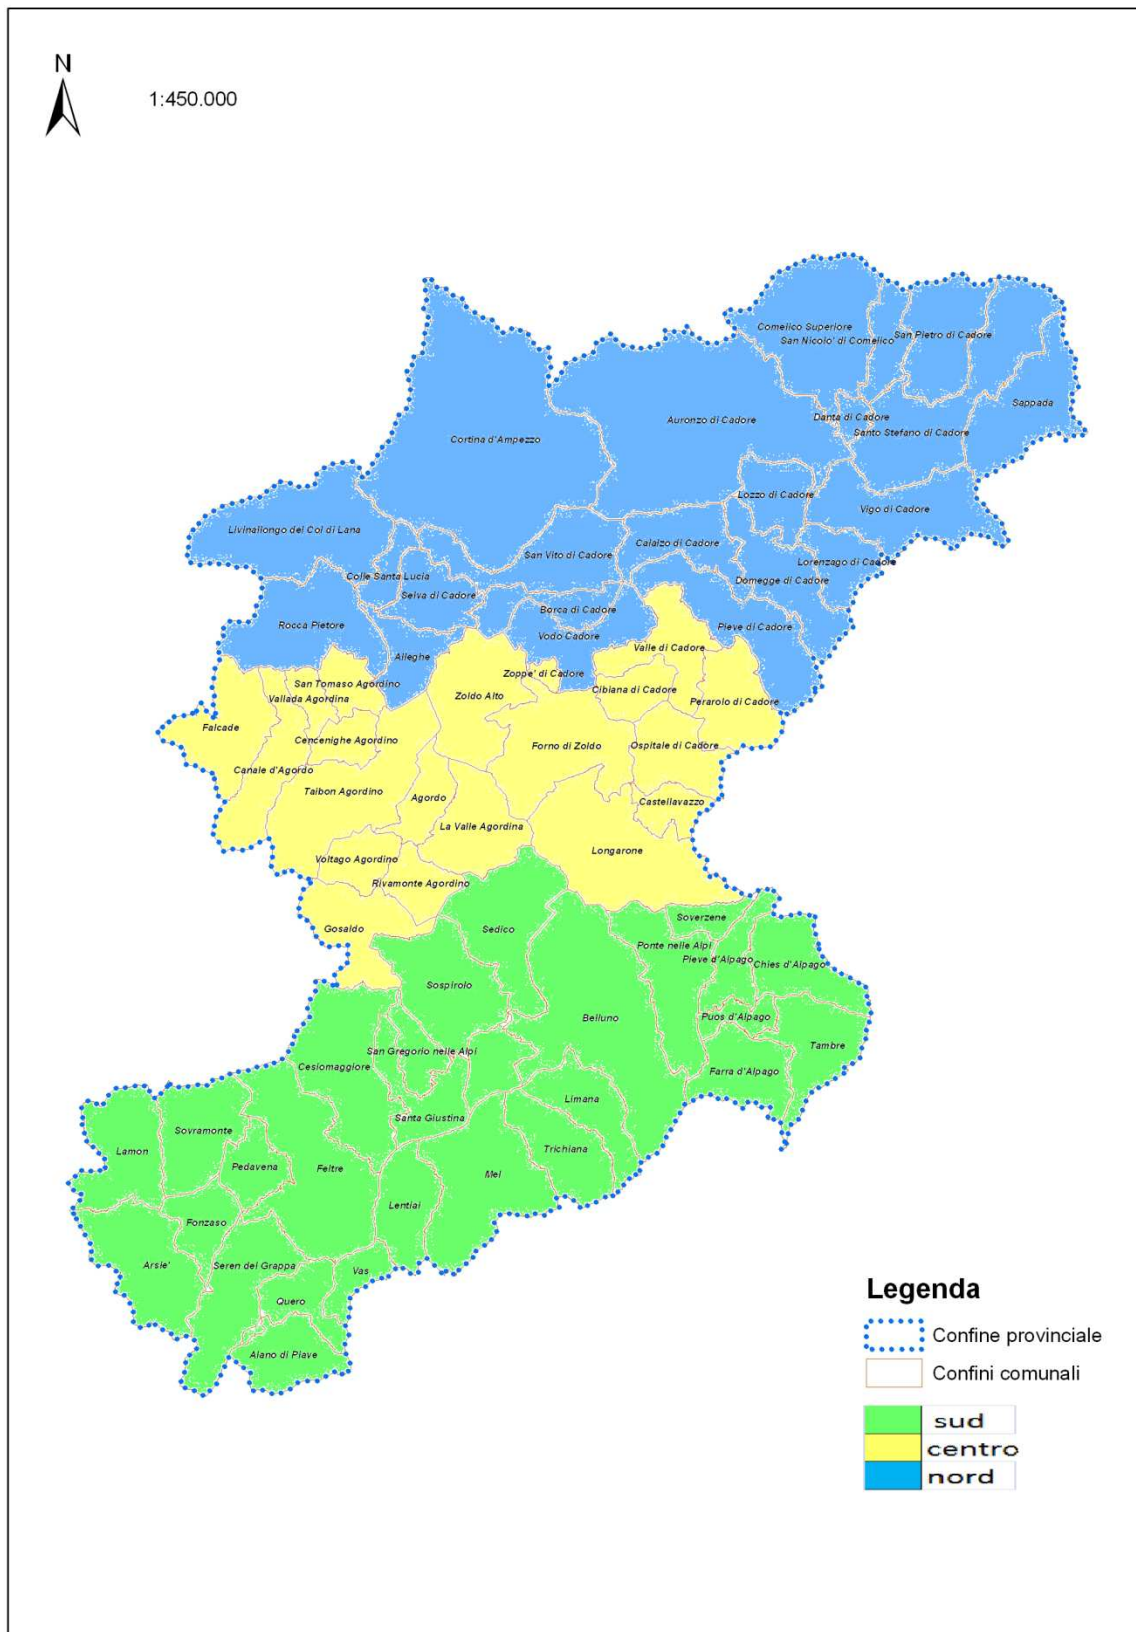 N
1:450.000
Comelico Superiore
San Nicolo' di Comelico
San Pietro di Cadore
Sappada
Danta di Cadore
Santo Stefano di Cadore
Auronzo di Cadore
Cortina d'Ampezzo
Lozzo di Cadore
Vigo di Cadore
Livinallongo del Col di Lana
San Vito di Cadore
Calalzo di Cadore
Lorenzago di Cadore
Colle Santa Lucia
Selva di Cadore
Domegge di Cadore
Borca di Cadore
Rocca Pietore
Vodo Cadore
Pieve di Cadore
Alleghe
Valle di Cadore
San Tomaso Agordino
Zoppe' di Cadore
Vallada Agordina
Zoldo Alto
Cibiana di Cadore
Perarolo di Cadore
Falcade
Cencenighe Agordino
Forno di Zoldo
Ospitale di Cadore
Canale d'Agordo
Taibon Agordino
Agordo
Castellavazzo
La Valle Agordina
Longarone
Voltago Agordino
Rivamonte Agordino
Gosaldo
Sedico
Soverzene
Ponte nelle Alpi
Pieve d'Alpago
Chies d'Alpago
Sospirolo
Belluno
Puos d'Alpago
Tambre
San Gregorio nelle Alpi
Cesiomaggiore
Farra d'Alpago
Limana
Santa Giustina
Sovramonte
Lamon
Trichiana
Pedavena
Feltre
Mel
Lentiai
Fonzaso
Arsie'
Seren del Grappa
Vas
Quero
Alano di Piave
Legenda
Confine provinciale
Confini comunali
sud
centro
nord